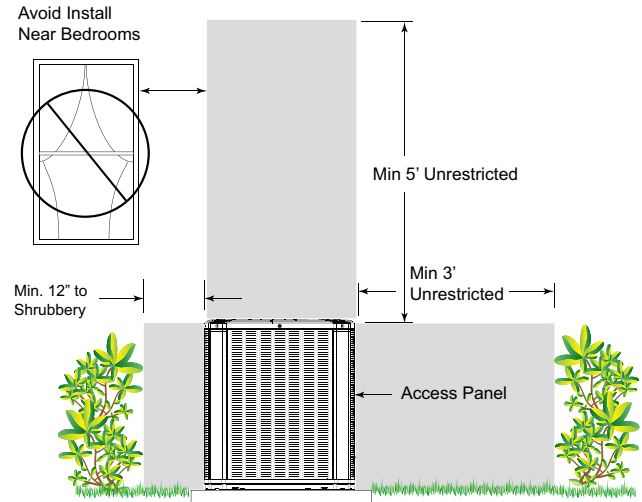 Avoid Install
Near Bedrooms
Min 5’ Unrestricted
Min 3’
Unrestricted
Min. 12” to
Shrubbery
Access Panel